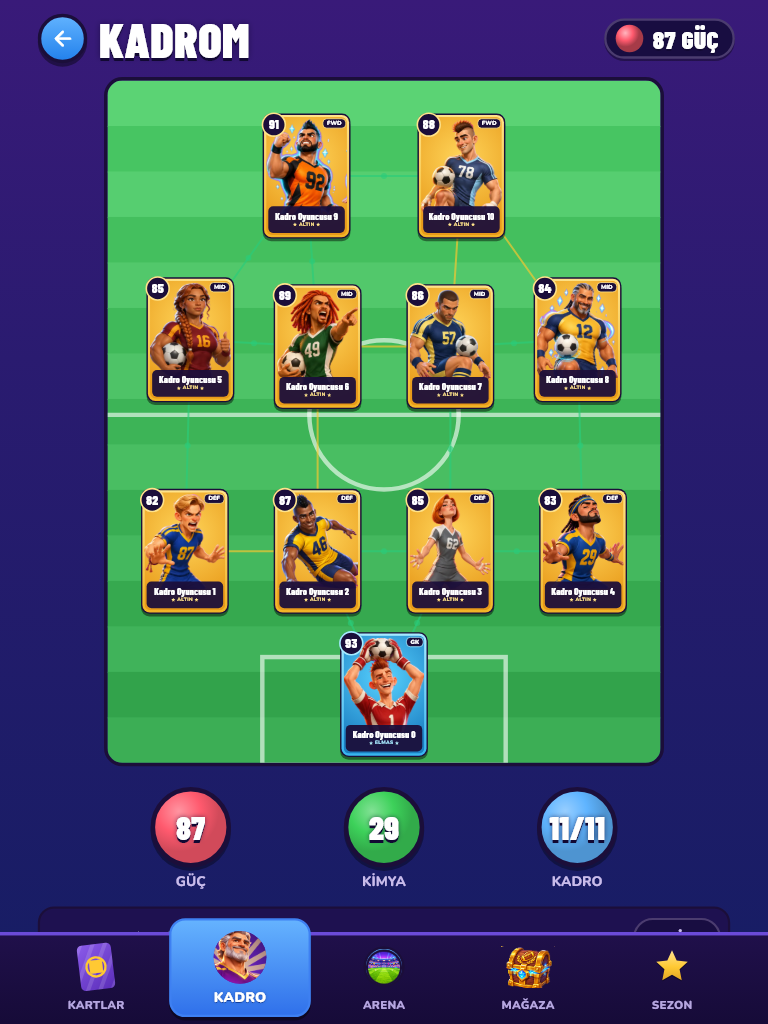 KADROM
87 GÜÇ
91 FWD
92
Kadro Oyuncusu 9
★ ALTIN ★
88 FWD
78
Kadro Oyuncusu 10
★ ALTIN ★
85 MID
16
Kadro Oyuncusu 5
★ ALTIN ★
89 MID
49
Kadro Oyuncusu 6
★ ALTIN ★
86 MID
57
Kadro Oyuncusu 7
★ ALTIN ★
84 MID
12
Kadro Oyuncusu 8
★ ALTIN ★
82 DEF
87
Kadro Oyuncusu 1
★ ALTIN ★
87 DEF
46
Kadro Oyuncusu 2
★ ALTIN ★
85 DEF
62
Kadro Oyuncusu 3
★ ALTIN ★
83 DEF
29
Kadro Oyuncusu 4
★ ALTIN ★
93 GK
1
Kadro Oyuncusu 0
★ ELMAS ★
87
GÜÇ
29
KİMYA
11/11
KADRO
KARTLAR
KADRO
ARENA
MAĞAZA
SEZON